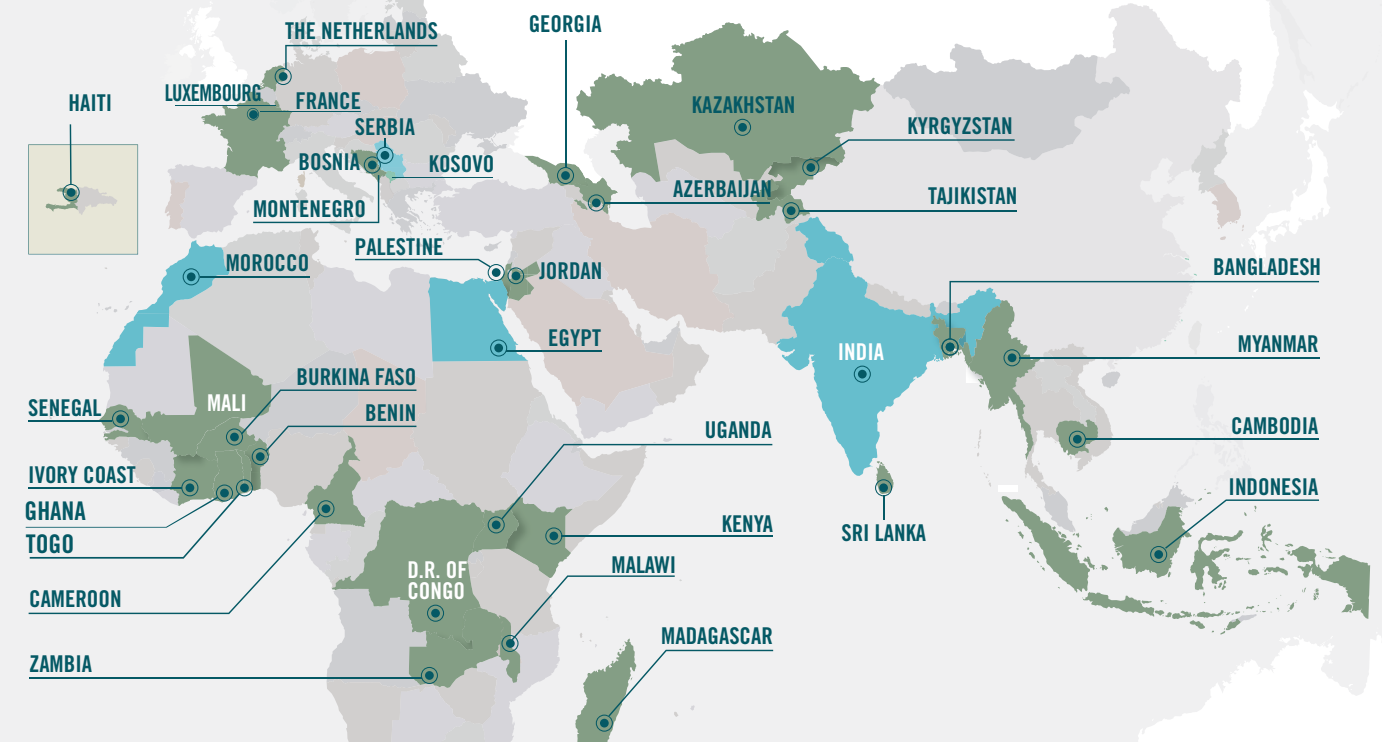 THE NETHERLANDS
GEORGIA
HAITI
LUXEMBOURG
FRANCE
KAZAKHSTAN
SERBIA
KYRGYZSTAN
BOSNIA
KOSOVO
AZERBAIJAN
TAJIKISTAN
MONTENEGRO
PALESTINE
MOROCCO
JORDAN
BANGLADESH
EGYPT
MYANMAR
INDIA
BURKINA FASO
SENEGAL
MALI
BENIN
UGANDA
CAMBODIA
IVORY COAST
INDONESIA
GHANA
KENYA
SRI LANKA
TOGO
MALAWI
D.R. OF
CONGO
CAMEROON
MADAGASCAR
ZAMBIA